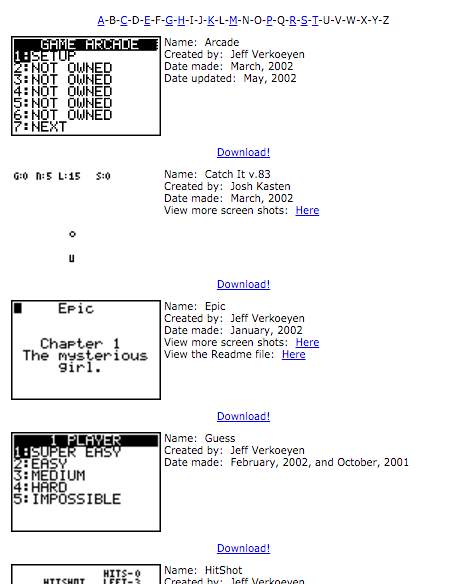 A-B-C-D-E-F-G-H-I-J-K-L-M-N-O-P-Q-R-S-T-U-V-W-X-Y-Z
GAME ARCADE
1:SETUP
2:NOT OWNED
3:NOT OWNED
4:NOT OWNED
5:NOT OWNED
6:NOT OWNED
7:NEXT
Name: Arcade
Created by: Jeff Verkoeyen
Date made: March, 2002
Date updated: May, 2002
Download!
G:0 N:5 L:15 S:0
Name: Catch It v.83
Created by: Josh Kasten
Date made: March, 2002
View more screen shots: Here
Download!
Epic
Chapter 1
The mysterious
girl.
Name: Epic
Created by: Jeff Verkoeyen
Date made: January, 2002
View more screen shots: Here
View the Readme file: Here
Download!
1 PLAYER
1:SUPER EASY
2:EASY
3:MEDIUM
4:HARD
5:IMPOSSIBLE
Name: Guess
Created by: Jeff Verkoeyen
Date made: February, 2002, and October, 2001
Download!
HITS-0
HITSHOT LEFT-3
Name: HitShot
Created by: Jeff Verkoeyen